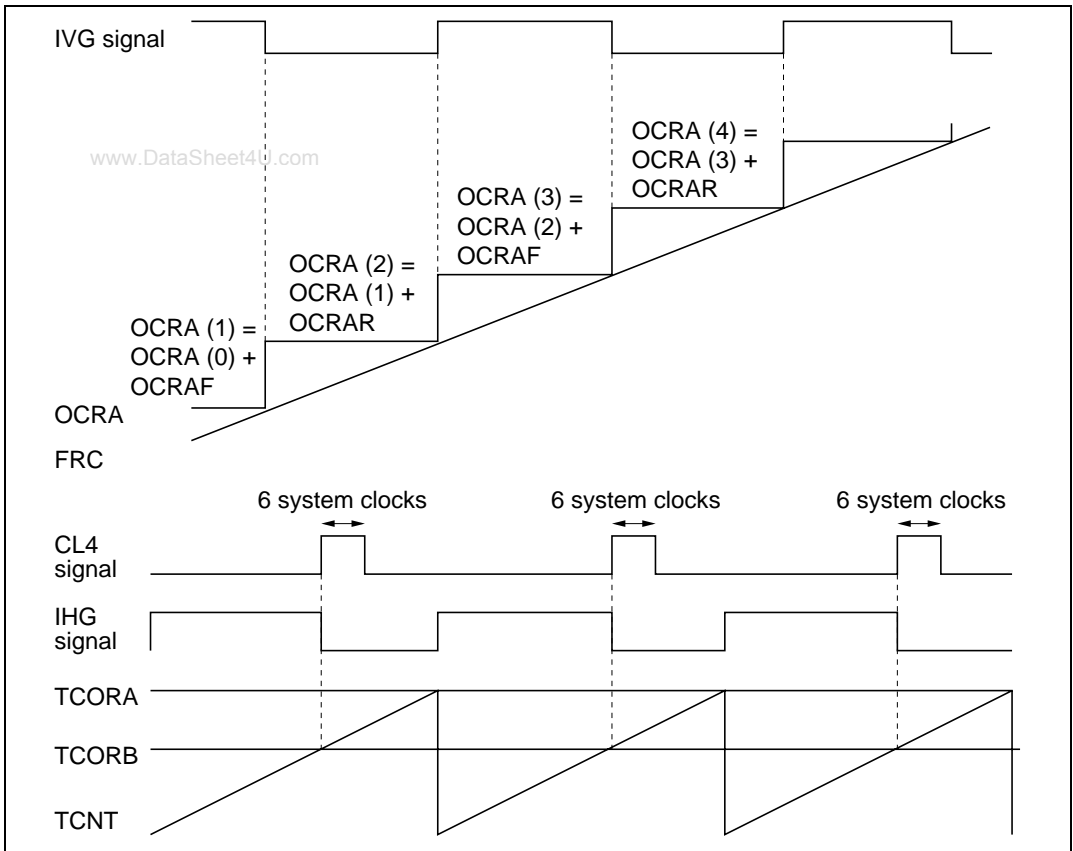 IVG signal
www.DataSheet4U.com
OCRA (4) =
OCRA (3) +
OCRAR
OCRA (3) =
OCRA (2) +
OCRAF
OCRA (2) =
OCRA (1) +
OCRAR
OCRA (1) =
OCRA (0) +
OCRAF
OCRA
FRC
6 system clocks 6 system clocks 6 system clocks
CL4
signal
IHG
signal
TCORA
TCORB
TCNT